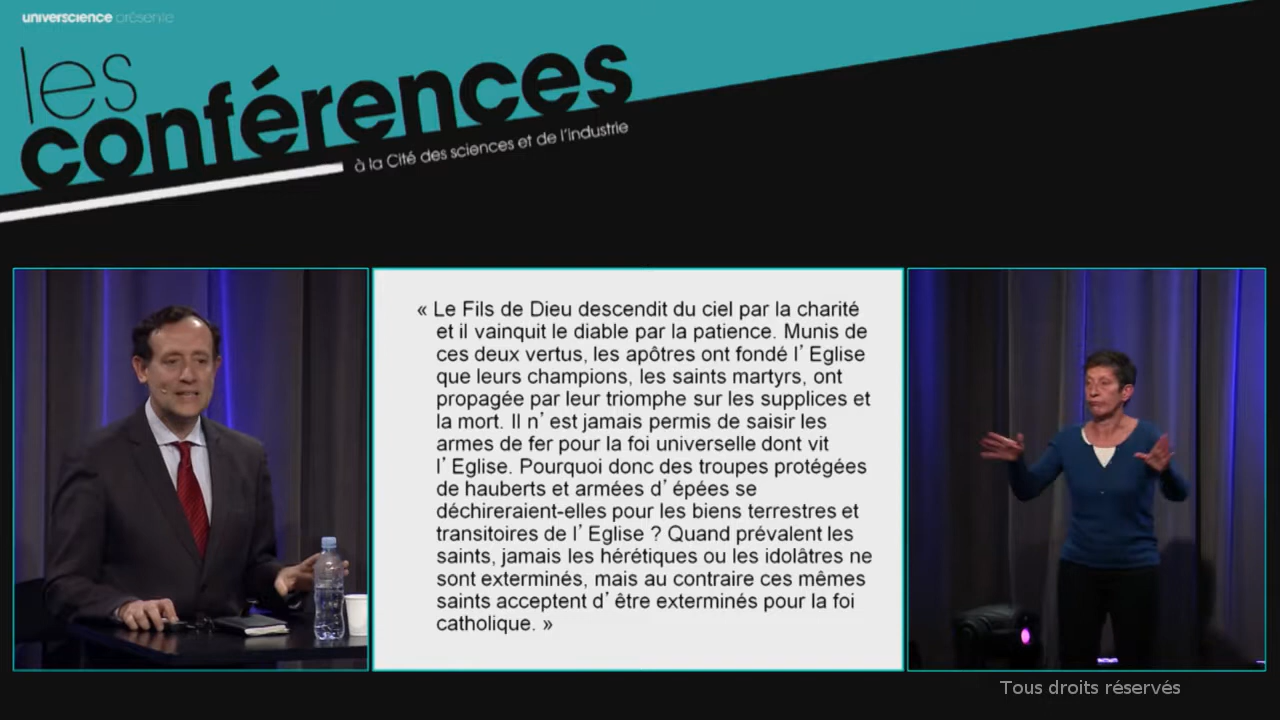 universcience présente
les
conférences
à la Cité des sciences et de l'industrie
« Le Fils de Dieu descendit du ciel par la charité
et il vainquit le diable par la patience. Munis de
ces deux vertus, les apôtres ont fondé l’Eglise
que leurs champions, les saints martyrs, ont
propagée par leur triomphe sur les supplices et
la mort. Il n’est jamais permis de saisir les
armes de fer pour la foi universelle dont vit
l’Eglise. Pourquoi donc des troupes protégées
de hauberts et armées d’épées se
déchireraient-elles pour les biens terrestres et
transitoires de l’Eglise ? Quand prévalent les
saints, jamais les hérétiques ou les idolâtres ne
sont exterminés, mais au contraire ces mêmes
saints acceptent d’être exterminés pour la foi
catholique. »
Tous droits réservés